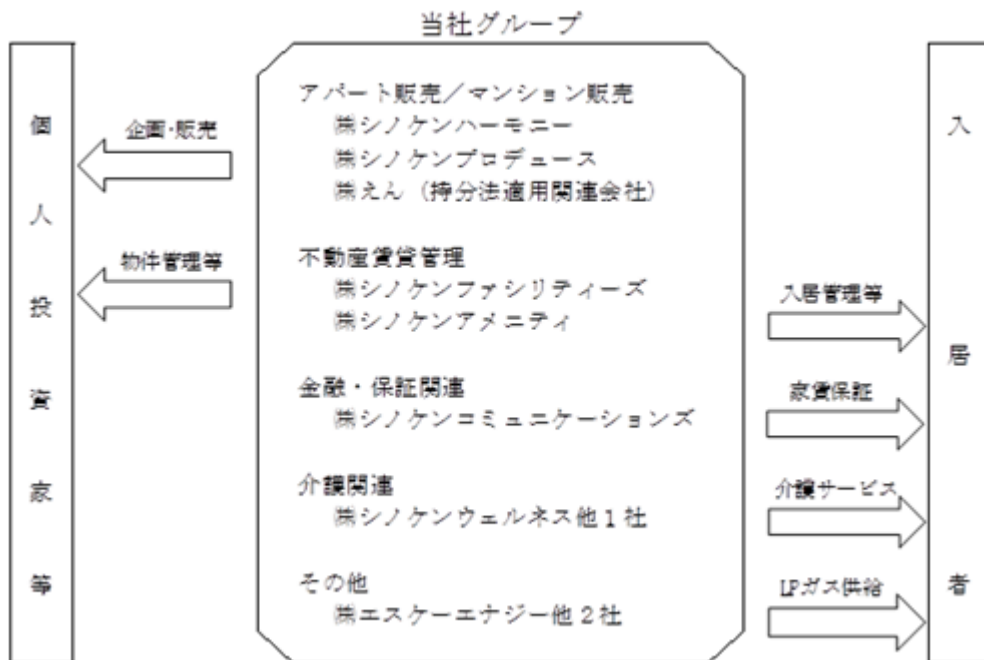 当社グループ
個人投資家等
企画・販売
物件管理等
アパート販売／マンション販売
㈱シノケンハーモニー
㈱シノケンプロデュース
㈱えん（持分法適用関連会社）
不動産賃貸管理
㈱シノケンファシリティーズ
㈱シノケンアメニティ
金融・保証関連
㈱シノケンコミュニケーションズ
介護関連
㈱シノケンウェルネス他１社
その他
㈱エスケーエナジー他２社
入居管理等
家賃保証
介護サービス
LPガス供給
入居者